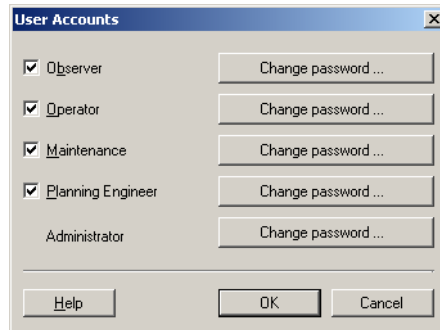 User Accounts
Observer Change password ...
Operator Change password ...
Maintenance Change password ...
Planning Engineer Change password ...
Administrator Change password ...
Help OK Cancel